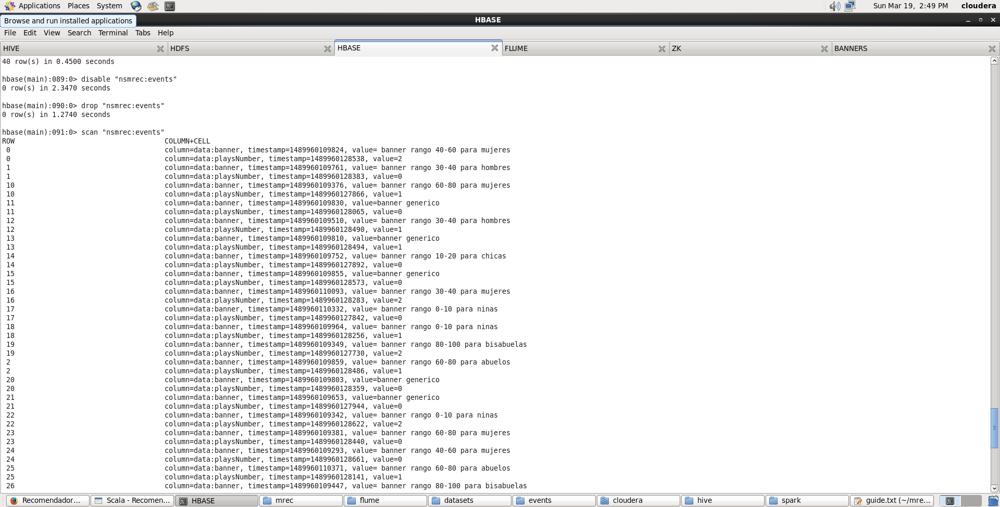 Applications Places System Sun Mar 19, 2:49 PM cloudera
Browse and run installed applications
HBASE
File Edit View Search Terminal Tabs Help
HIVE HDFS HBASE FLUME ZK BANNERS
40 row(s) in 0.4500 seconds
hbase(main):089:0> disable "nsmrec:events"
0 row(s) in 2.3470 seconds
hbase(main):090:0> drop "nsmrec:events"
0 row(s) in 1.2740 seconds
hbase(main):091:0> scan "nsmrec:events"
ROW COLUMN+CELL
0 column=data:banner, timestamp=1489960109824, value= banner rango 40-60 para mujeres
0 column=data:playsNumber, timestamp=1489960128538, value=2
1 column=data:banner, timestamp=1489960109761, value= banner rango 30-40 para hombres
1 column=data:playsNumber, timestamp=1489960128383, value=0
10 column=data:banner, timestamp=1489960109376, value= banner rango 60-80 para mujeres
10 column=data:playsNumber, timestamp=1489960127866, value=1
11 column=data:banner, timestamp=1489960109830, value=banner generico
11 column=data:playsNumber, timestamp=1489960128065, value=0
12 column=data:banner, timestamp=1489960109510, value= banner rango 30-40 para hombres
12 column=data:playsNumber, timestamp=1489960128490, value=1
13 column=data:banner, timestamp=1489960109810, value=banner generico
13 column=data:playsNumber, timestamp=1489960128494, value=1
14 column=data:banner, timestamp=1489960109752, value= banner rango 10-20 para chicas
14 column=data:playsNumber, timestamp=1489960127892, value=0
15 column=data:banner, timestamp=1489960109855, value=banner generico
15 column=data:playsNumber, timestamp=1489960128573, value=0
16 column=data:banner, timestamp=1489960110093, value= banner rango 30-40 para mujeres
16 column=data:playsNumber, timestamp=1489960128283, value=2
17 column=data:banner, timestamp=1489960110332, value= banner rango 0-10 para ninas
17 column=data:playsNumber, timestamp=1489960127842, value=0
18 column=data:banner, timestamp=1489960109964, value= banner rango 0-10 para ninas
18 column=data:playsNumber, timestamp=1489960128256, value=1
19 column=data:banner, timestamp=1489960109349, value= banner rango 80-100 para bisabuelas
19 column=data:playsNumber, timestamp=1489960127730, value=2
2 column=data:banner, timestamp=1489960109859, value= banner rango 60-80 para abuelos
2 column=data:playsNumber, timestamp=1489960128486, value=1
20 column=data:banner, timestamp=1489960109803, value=banner generico
20 column=data:playsNumber, timestamp=1489960128359, value=0
21 column=data:banner, timestamp=1489960109653, value=banner generico
21 column=data:playsNumber, timestamp=1489960127944, value=0
22 column=data:banner, timestamp=1489960109342, value= banner rango 0-10 para ninas
22 column=data:playsNumber, timestamp=1489960128622, value=2
23 column=data:banner, timestamp=1489960109381, value= banner rango 60-80 para mujeres
23 column=data:playsNumber, timestamp=1489960128440, value=0
24 column=data:banner, timestamp=1489960109293, value= banner rango 40-60 para mujeres
24 column=data:playsNumber, timestamp=1489960128661, value=0
25 column=data:banner, timestamp=1489960110371, value= banner rango 60-80 para abuelos
25 column=data:playsNumber, timestamp=1489960128141, value=1
26 column=data:banner, timestamp=1489960109447, value= banner rango 80-100 para bisabuelas
Recomendador... Scala - Recomen... HBASE mrec flume datasets events cloudera hive spark guide.txt (~/mre...